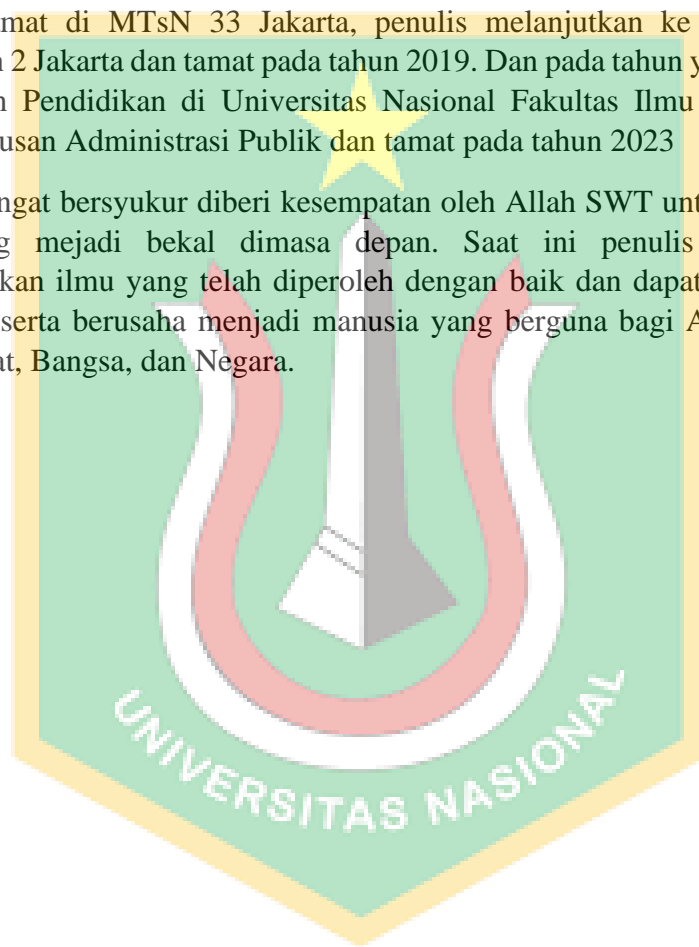 mat di MTsN 33 Jakarta, penulis melanjutkan ke
2 Jakarta dan tamat pada tahun 2019. Dan pada tahun y
Pendidikan di Universitas Nasional Fakultas Ilmu
usan Administrasi Publik dan tamat pada tahun 2023
ngat bersyukur diberi kesempatan oleh Allah SWT unt
g mejadi bekal dimasa depan. Saat ini penulis
kan ilmu yang telah diperoleh dengan baik dan dapat
serta berusaha menjadi manusia yang berguna bagi A
at, Bangsa, dan Negara.
UNIVERSITAS NASIONAL